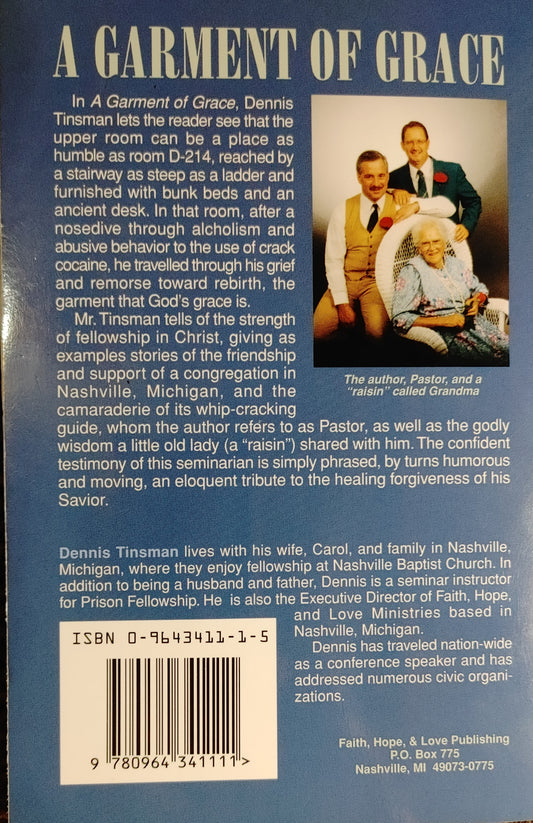 A GARMENT OF GRACE
In A Garment of Grace, Dennis
Tinsman lets the reader see that the
upper room can be a place as
humble as room D-214, reached by
a stairway as steep as a ladder and
furnished with bunk beds and an
ancient desk. In that room, after a
nosedive through alcholism and
abusive behavior to the use of crack
cocaine, he travelled through his grief
and remorse toward rebirth, the
garment that God's grace is.
Mr. Tinsman tells of the strength
of fellowship in Christ, giving as
examples stories of the friendship
and support of a congregation in
Nashville, Michigan, and the
camaraderie of its whip-cracking
guide, whom the author refers to as Pastor, as well as the godly
wisdom a little old lady (a "raisin") shared with him. The confident
testimony of this seminarian is simply phrased, by turns humorous
and moving, an eloquent tribute to the healing forgiveness of his
Savior.
The author, Pastor, and a
"raisin" called Grandma
Dennis Tinsman lives with his wife, Carol, and family in Nashville,
Michigan, where they enjoy fellowship at Nashville Baptist Church. In
addition to being a husband and father, Dennis is a seminar instructor
for Prison Fellowship. He is also the Executive Director of Faith, Hope,
and Love Ministries based in
Nashville, Michigan.
Dennis has traveled nation-wide
as a conference speaker and has
addressed numerous civic organi-
zations.
ISBN 0-9643411-1-5
9 780964 341111 >
Faith, Hope, & Love Publishing
P.O. Box 775
Nashville, MI 49073-0775